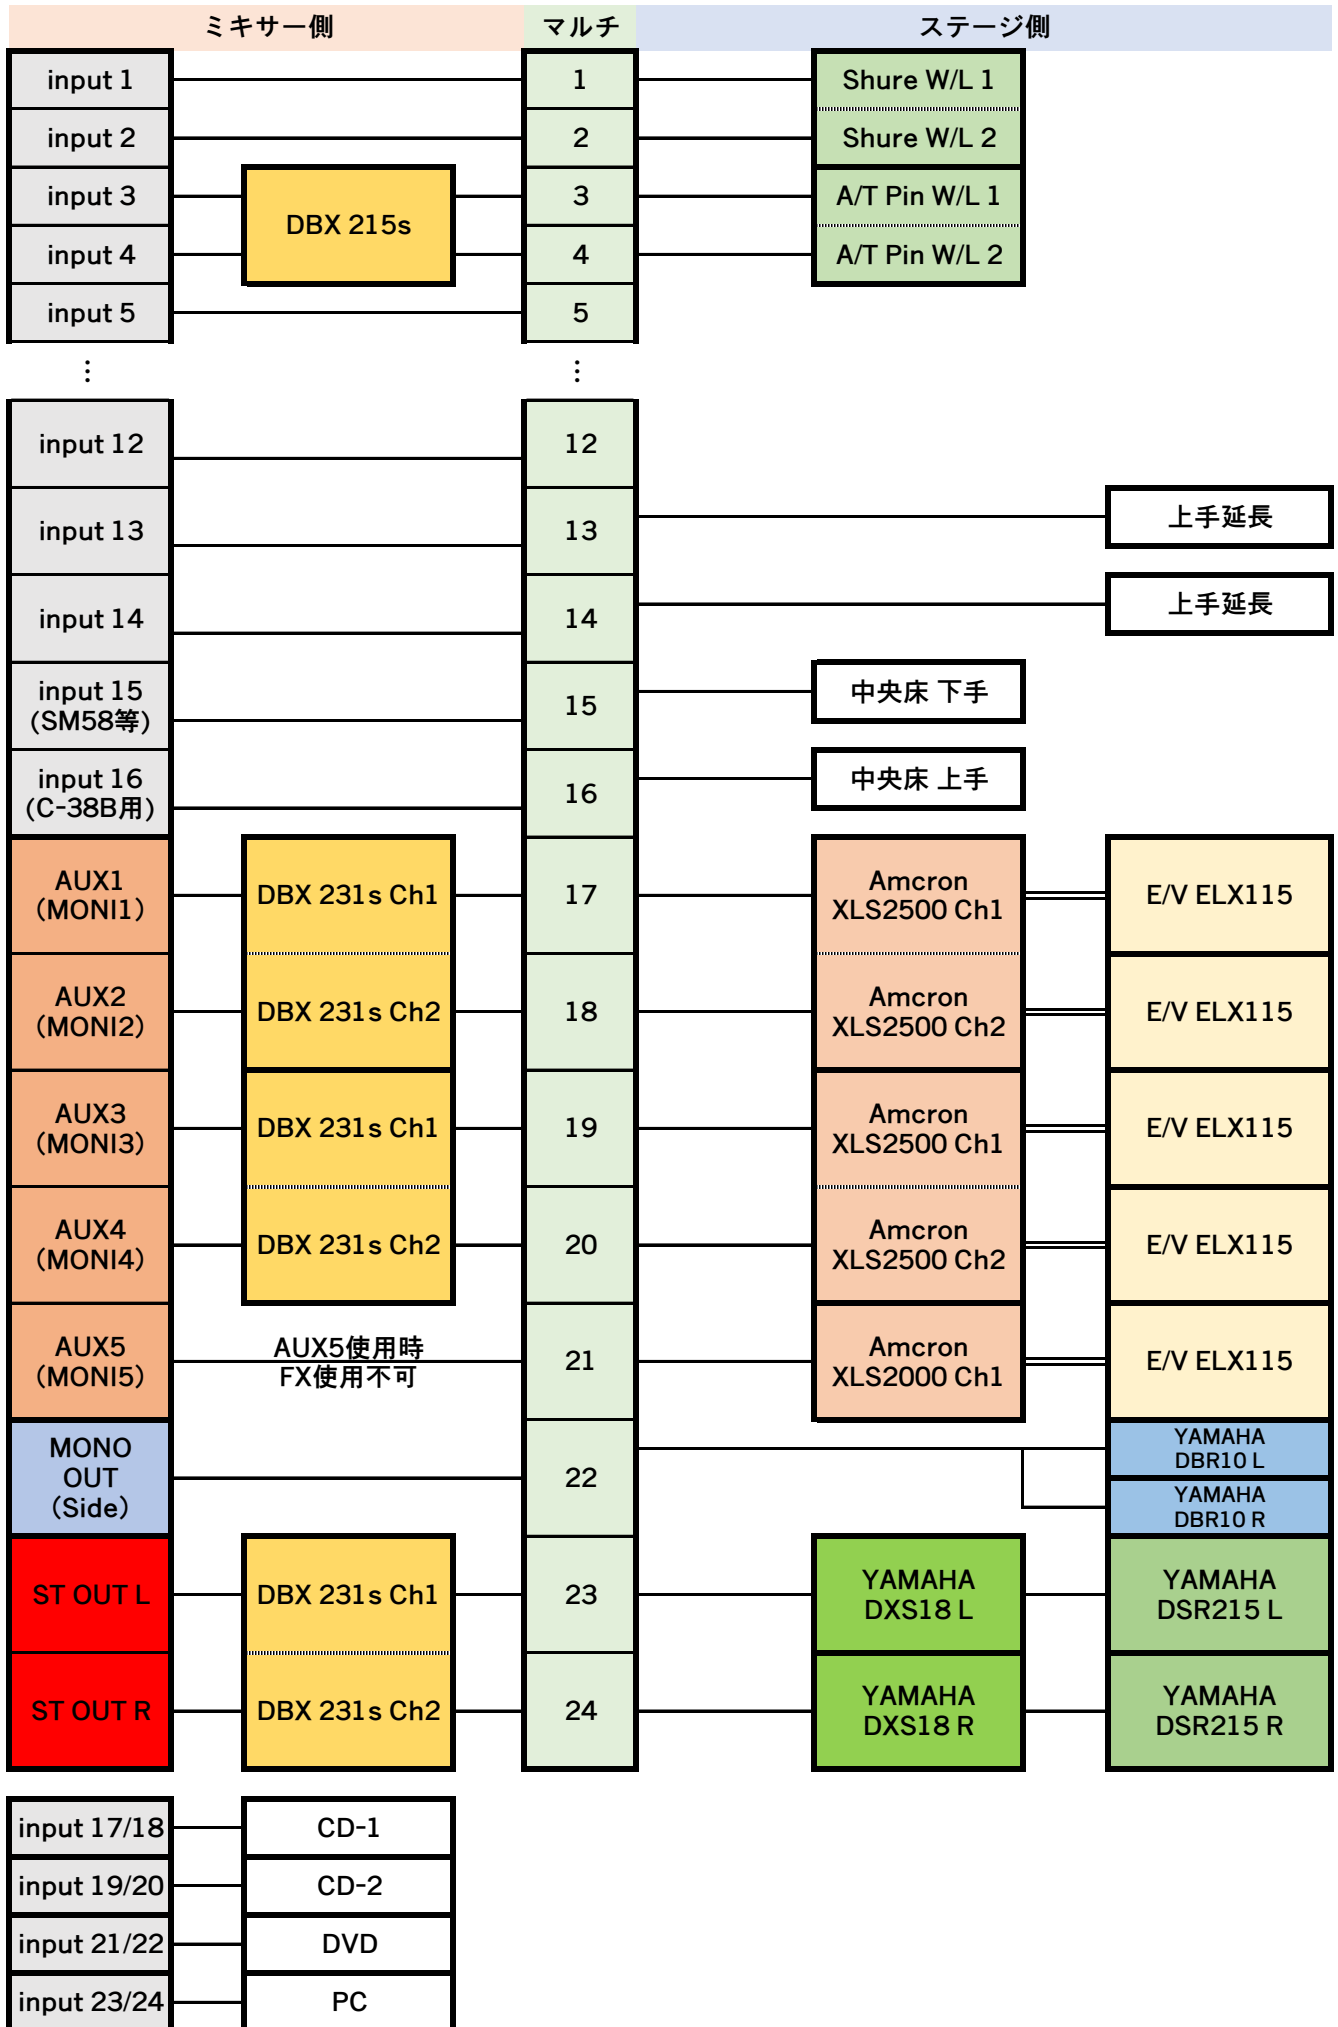 ミキサー側 マルチ ステージ側
input 1 1 Shure W/L 1
input 2 2 Shure W/L 2
input 3 3 A/T Pin W/L 1
DBX 215s
input 4 4 A/T Pin W/L 2
input 5 5
⋮ ⋮
input 12 12
input 13 13 上手延長
input 14 14 上手延長
input 15
(SM58等)
15 中央床 下手
input 16
(C-38B用)
16 中央床 上手
AUX1
(MONI1)
DBX 231s Ch1 17
Amcron
XLS2500 Ch1
E/V ELX115
AUX2
(MONI2)
DBX 231s Ch2 18
Amcron
XLS2500 Ch2
E/V ELX115
AUX3
(MONI3)
DBX 231s Ch1 19
Amcron
XLS2500 Ch1
E/V ELX115
AUX4
(MONI4)
DBX 231s Ch2 20
Amcron
XLS2500 Ch2
E/V ELX115
AUX5
(MONI5)
AUX5使用時
FX使用不可
21
Amcron
XLS2000 Ch1
E/V ELX115
MONO
OUT
(Side)
22
YAMAHA
DBR10 L
YAMAHA
DBR10 R
ST OUT L DBX 231s Ch1 23
YAMAHA
DXS18 L
YAMAHA
DSR215 L
ST OUT R DBX 231s Ch2 24
YAMAHA
DXS18 R
YAMAHA
DSR215 R
input 17/18 CD-1
input 19/20 CD-2
input 21/22 DVD
input 23/24 PC